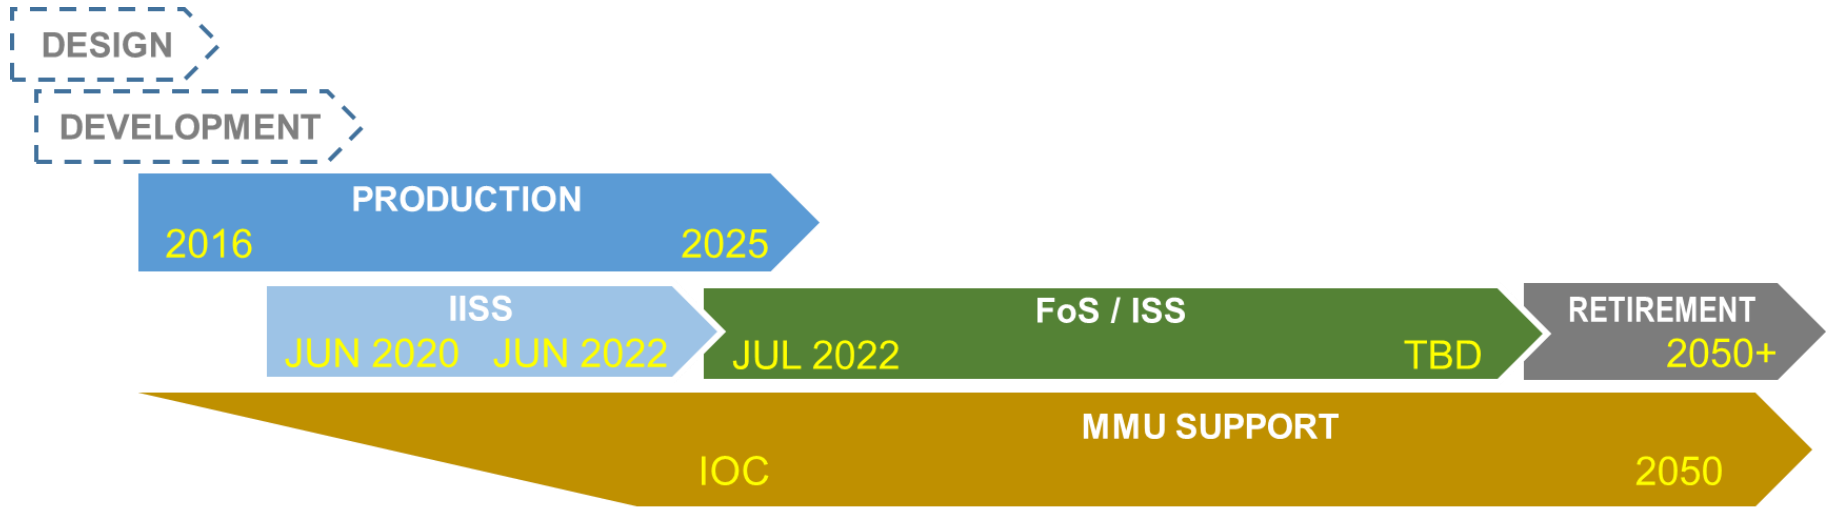 DESIGN
DEVELOPMENT
PRODUCTION
2016 2025
IISS
JUN 2020 JUN 2022
FoS / ISS
JUL 2022 TBD
RETIREMENT
2050+
MMU SUPPORT
IOC 2050